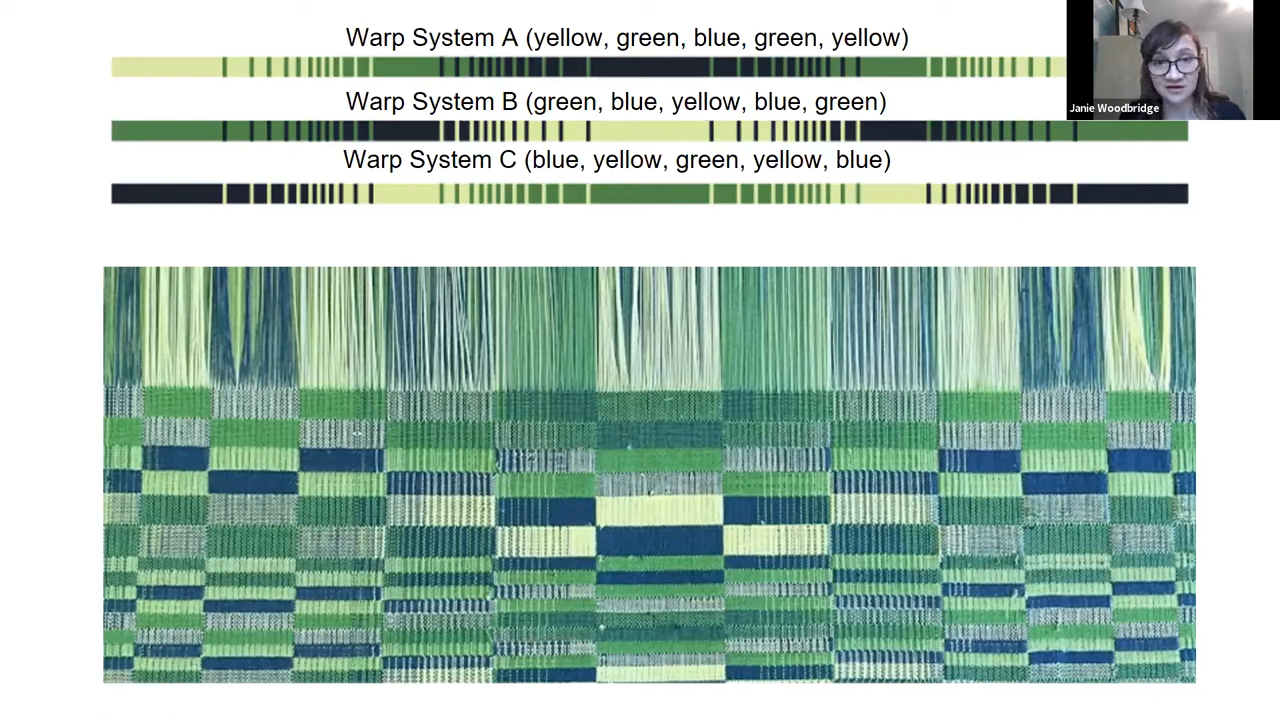 Warp System A (yellow, green, blue, green, yellow)
Warp System B (green, blue, yellow, blue, green)
Janie Woodbridge
Warp System C (blue, yellow, green, yellow, blue)